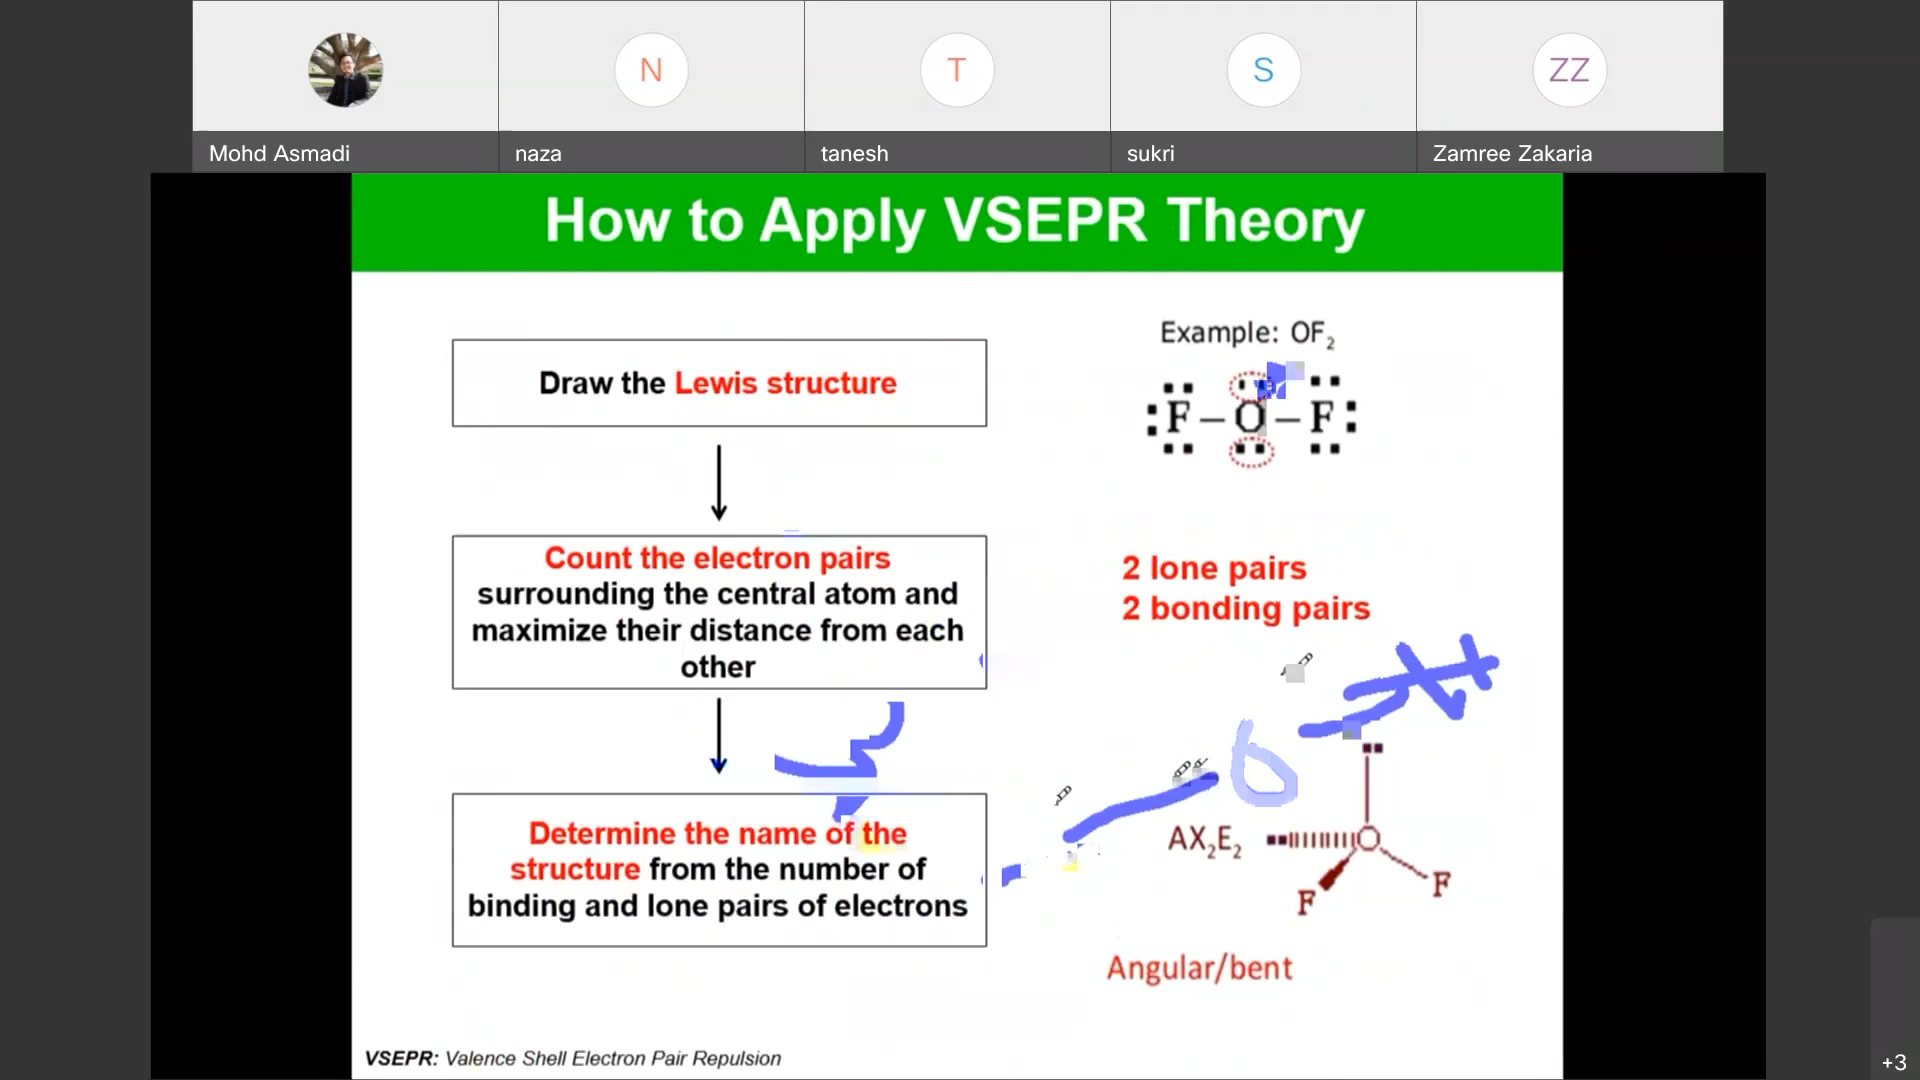 N
T
S
ZZ
Mohd Asmadi
naza
tanesh
sukri
Zamree Zakaria
How to Apply VSEPR Theory
Draw the Lewis structure
Count the electron pairs
surrounding the central atom and
maximize their distance from each
other
Determine the name of the
structure from the number of
binding and lone pairs of electrons
Example: OF₂
F – O – F
2 lone pairs
2 bonding pairs
AX₂E₂
O
F
F
Angular/bent
VSEPR: Valence Shell Electron Pair Repulsion
+3